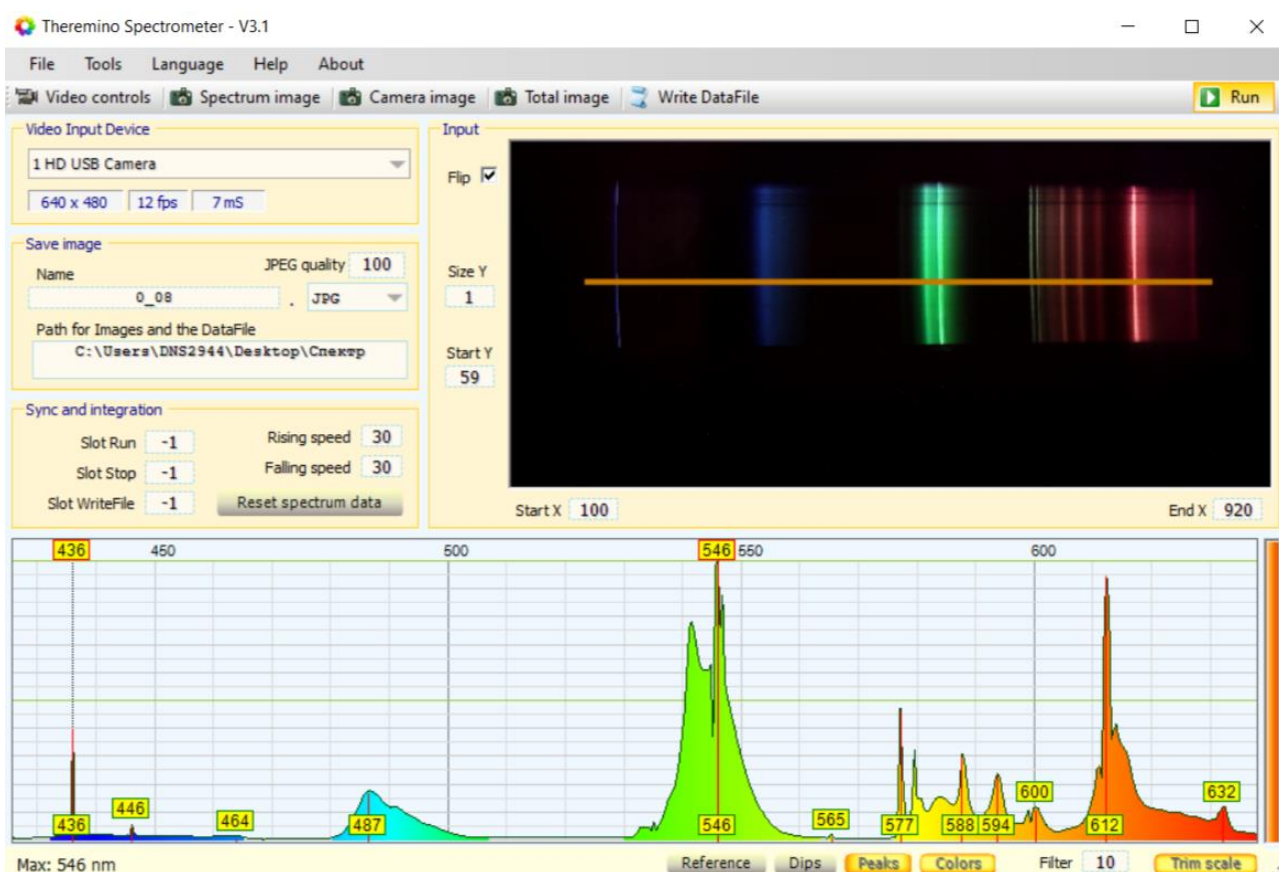 Theremino Spectrometer - V3.1
File Tools Language Help About
Video controls Spectrum image Camera image Total image Write DataFile Run
Video Input Device
1 HD USB Camera
640 x 480 12 fps 7 mS
Save image
Name JPEG quality 100
0_08 . JPG
Path for Images and the DataFile
C:\Users\DNS2944\Desktop\Спектр
Sync and integration
Slot Run -1 Rising speed 30
Slot Stop -1 Falling speed 30
Slot WriteFile -1 Reset spectrum data
Input
Flip
Size Y
1
Start Y
59
Start X 100 End X 920
436 450 500 546 550 600
436 446 464 487 546 565 577 588 594 600 612 632
Max: 546 nm Reference Dips Peaks Colors Filter 10 Trim scale